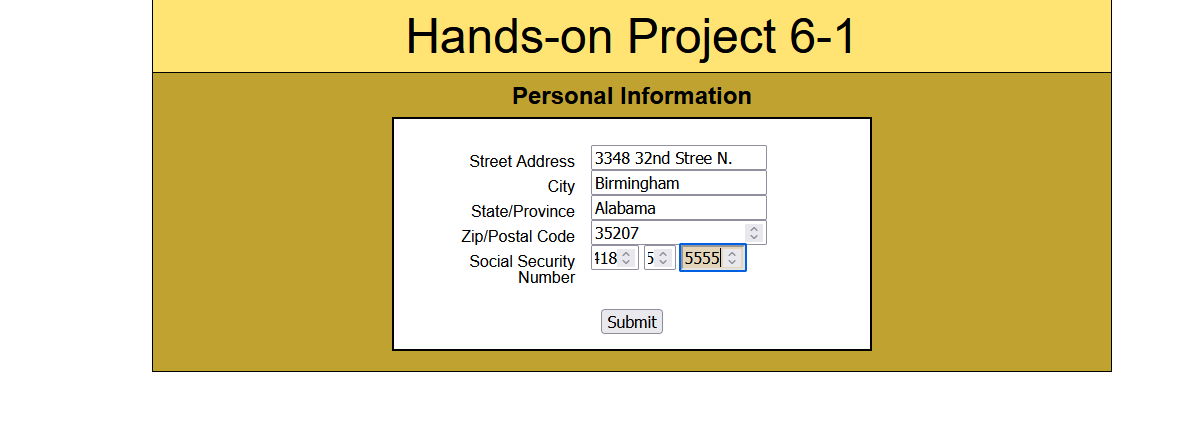 Hands-on Project 6-1
Personal Information
Street Address 3348 32nd Stree N.
City Birmingham
State/Province Alabama
Zip/Postal Code 35207
Social Security 418 5 5555
Number
Submit